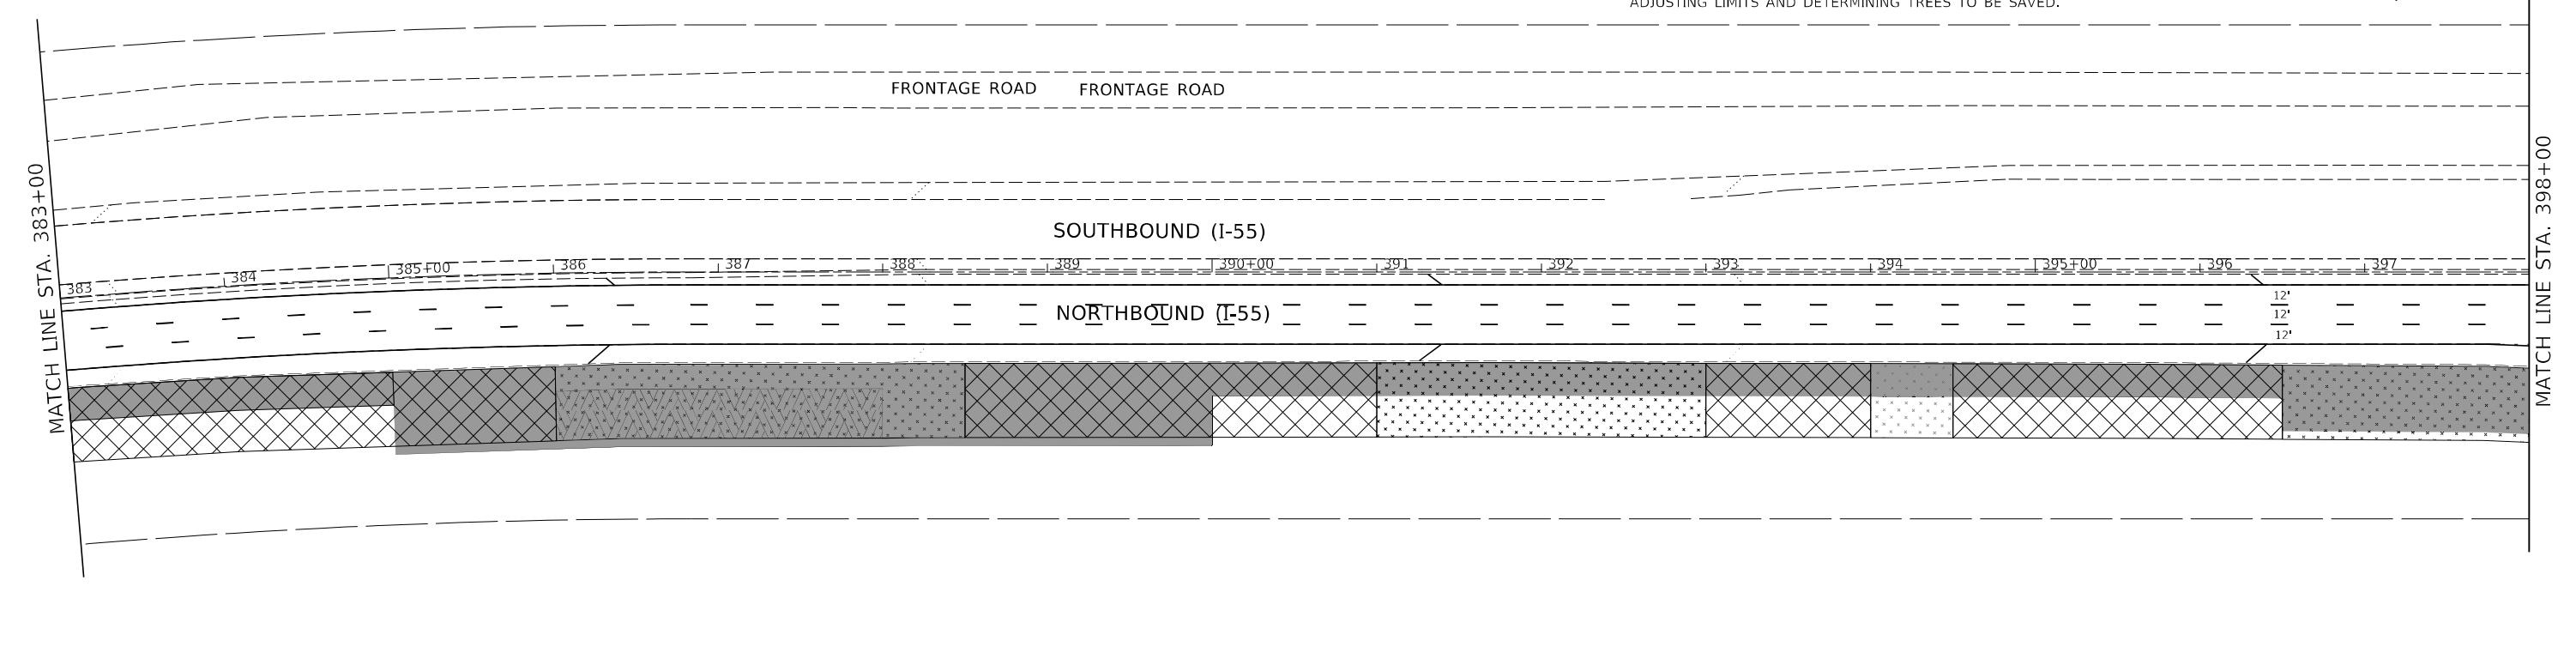 ADJUSTING LIMITS AND DETERMINING TREES TO BE SAVED.
FRONTAGE ROAD FRONTAGE ROAD
MATCH LINE STA. 383+00
MATCH LINE STA. 398+00
SOUTHBOUND (I-55)
383 384 385+00 386 387 388 389 390+00 391 392 393 394 395+00 396 397
NORTHBOUND (I-55)
12'
12'
12'